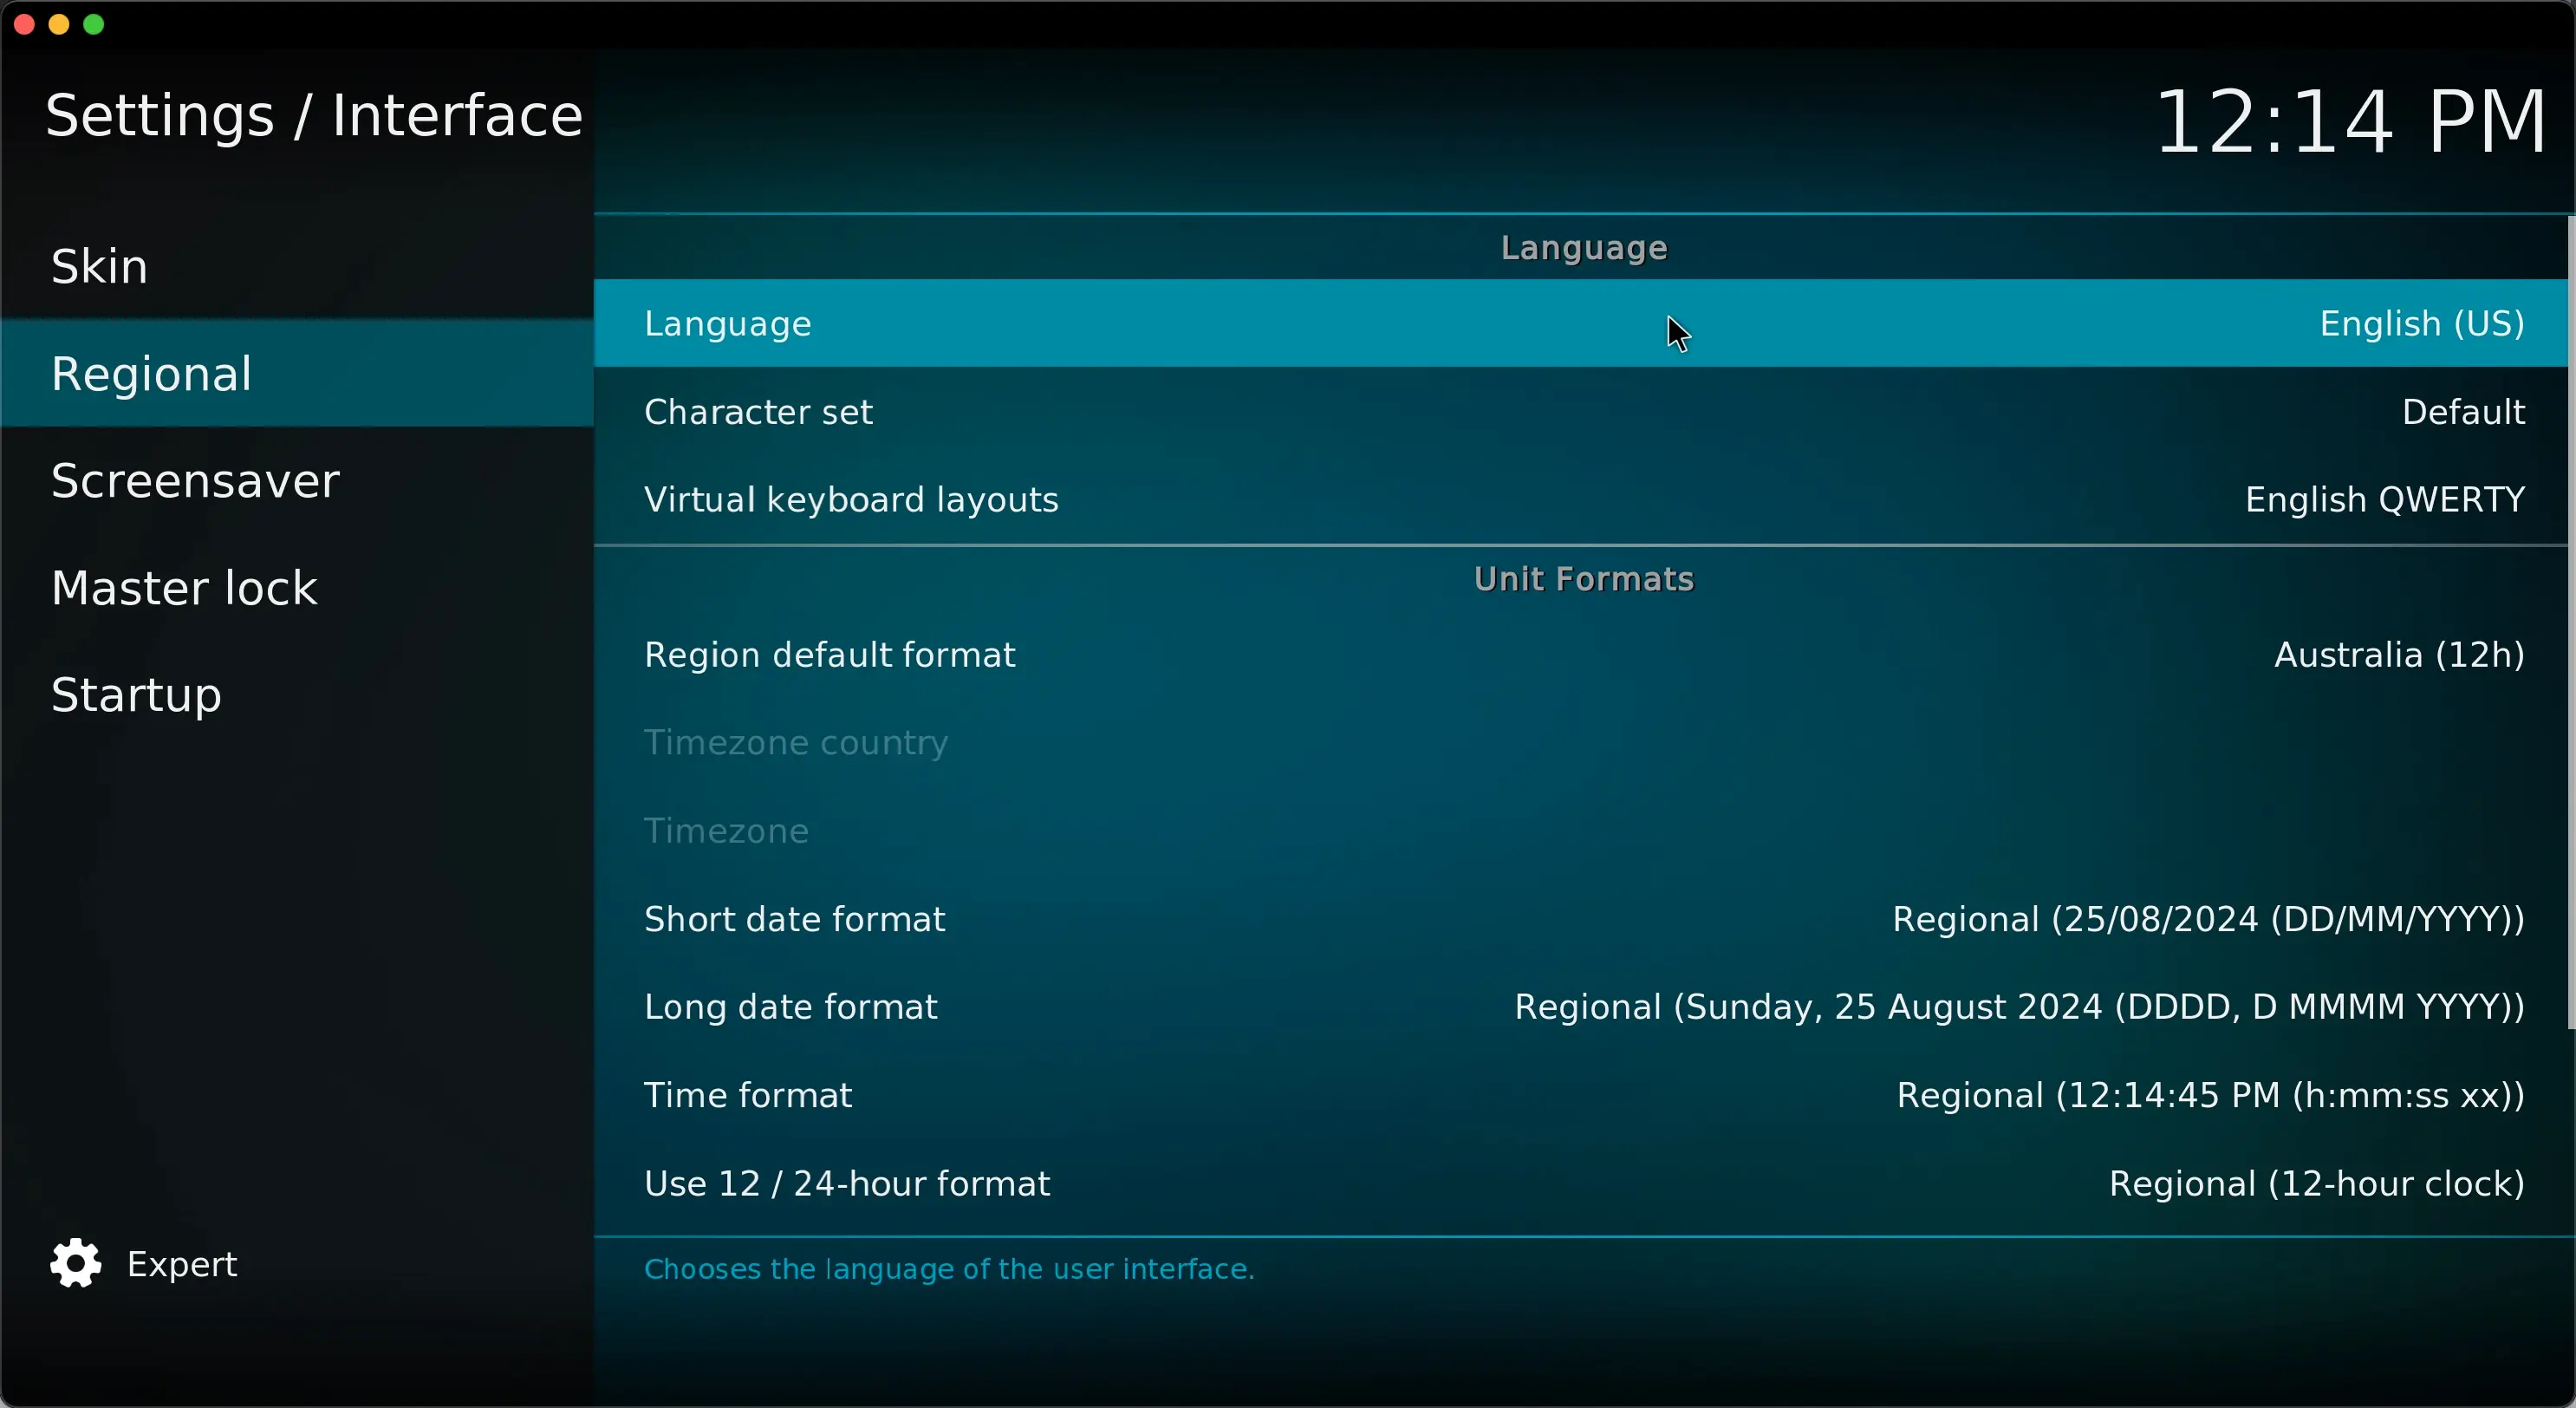 Settings / Interface
12:14 PM
Skin
Regional
Screensaver
Master lock
Startup
Expert
Language
Language English (US)
Character set Default
Virtual keyboard layouts English QWERTY
Unit Formats
Region default format Australia (12h)
Timezone country
Timezone
Short date format Regional (25/08/2024 (DD/MM/YYYY))
Long date format Regional (Sunday, 25 August 2024 (DDDD, D MMMM YYYY))
Time format Regional (12:14:45 PM (h:mm:ss xx))
Use 12 / 24-hour format Regional (12-hour clock)
Chooses the language of the user interface.